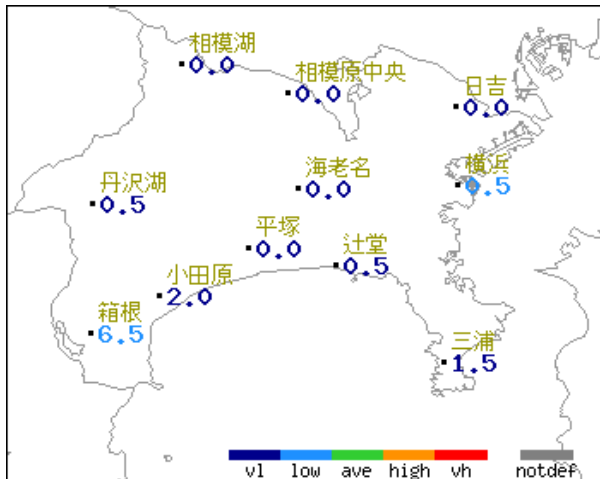 相模湖
0.0
相模原中央
0.0
日吉
0.0
海老名
0.0
横浜
0.5
丹沢湖
0.5
平塚
0.0
辻堂
0.5
小田原
2.0
箱根
6.5
三浦
1.5
vl low ave high vh notdef